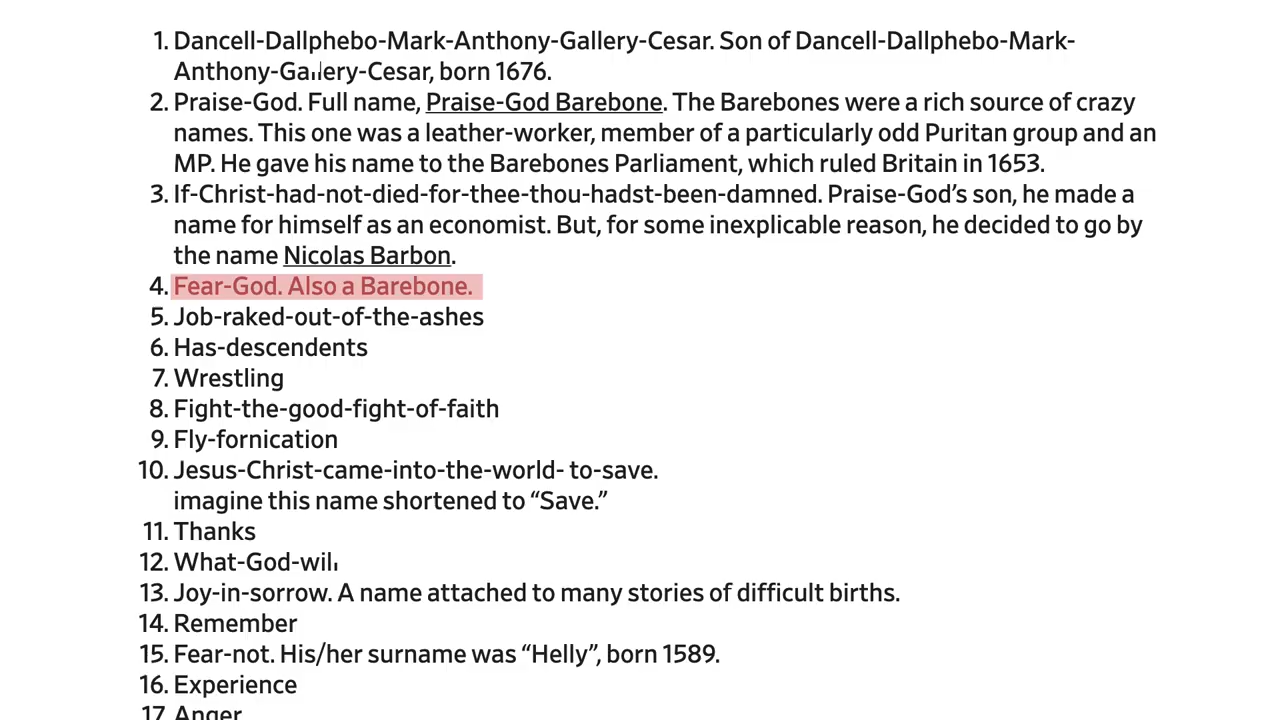 1. Dancell-Dallphebo-Mark-Anthony-Gallery-Cesar. Son of Dancell-Dallphebo-Mark-
Anthony-Gallery-Cesar, born 1676.
2. Praise-God. Full name, Praise-God Barebone. The Barebones were a rich source of crazy
names. This one was a leather-worker, member of a particularly odd Puritan group and an
MP. He gave his name to the Barebones Parliament, which ruled Britain in 1653.
3. If-Christ-had-not-died-for-thee-thou-hadst-been-damned. Praise-God’s son, he made a
name for himself as an economist. But, for some inexplicable reason, he decided to go by
the name Nicolas Barbon.
4. Fear-God. Also a Barebone.
5. Job-raked-out-of-the-ashes
6. Has-descendents
7. Wrestling
8. Fight-the-good-fight-of-faith
9. Fly-fornication
10. Jesus-Christ-came-into-the-world- to-save.
imagine this name shortened to “Save.”
11. Thanks
12. What-God-will
13. Joy-in-sorrow. A name attached to many stories of difficult births.
14. Remember
15. Fear-not. His/her surname was “Helly”, born 1589.
16. Experience
17. Anger